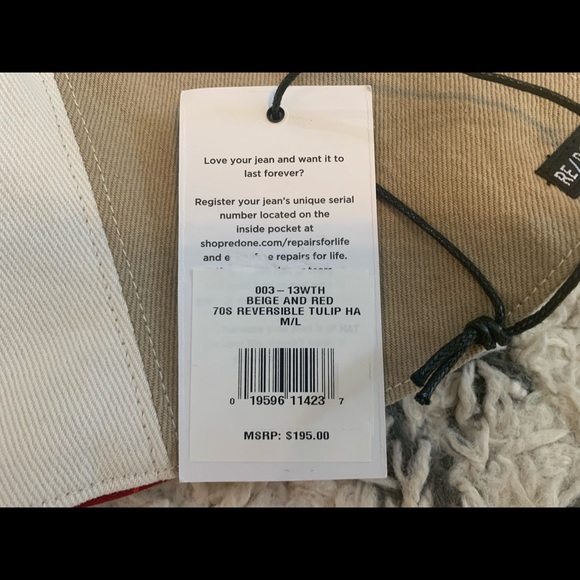 Love your jean and want it to
last forever?
Register your jean's unique serial
number located on the
inside pocket at
shopredone.com/repairsforlife
and e free repairs for life.
003-13WTH
BEIGE AND RED
70S REVERSIBLE TULIP HA
M/L
0 19596 11423 7
MSRP: $195.00
RE/D